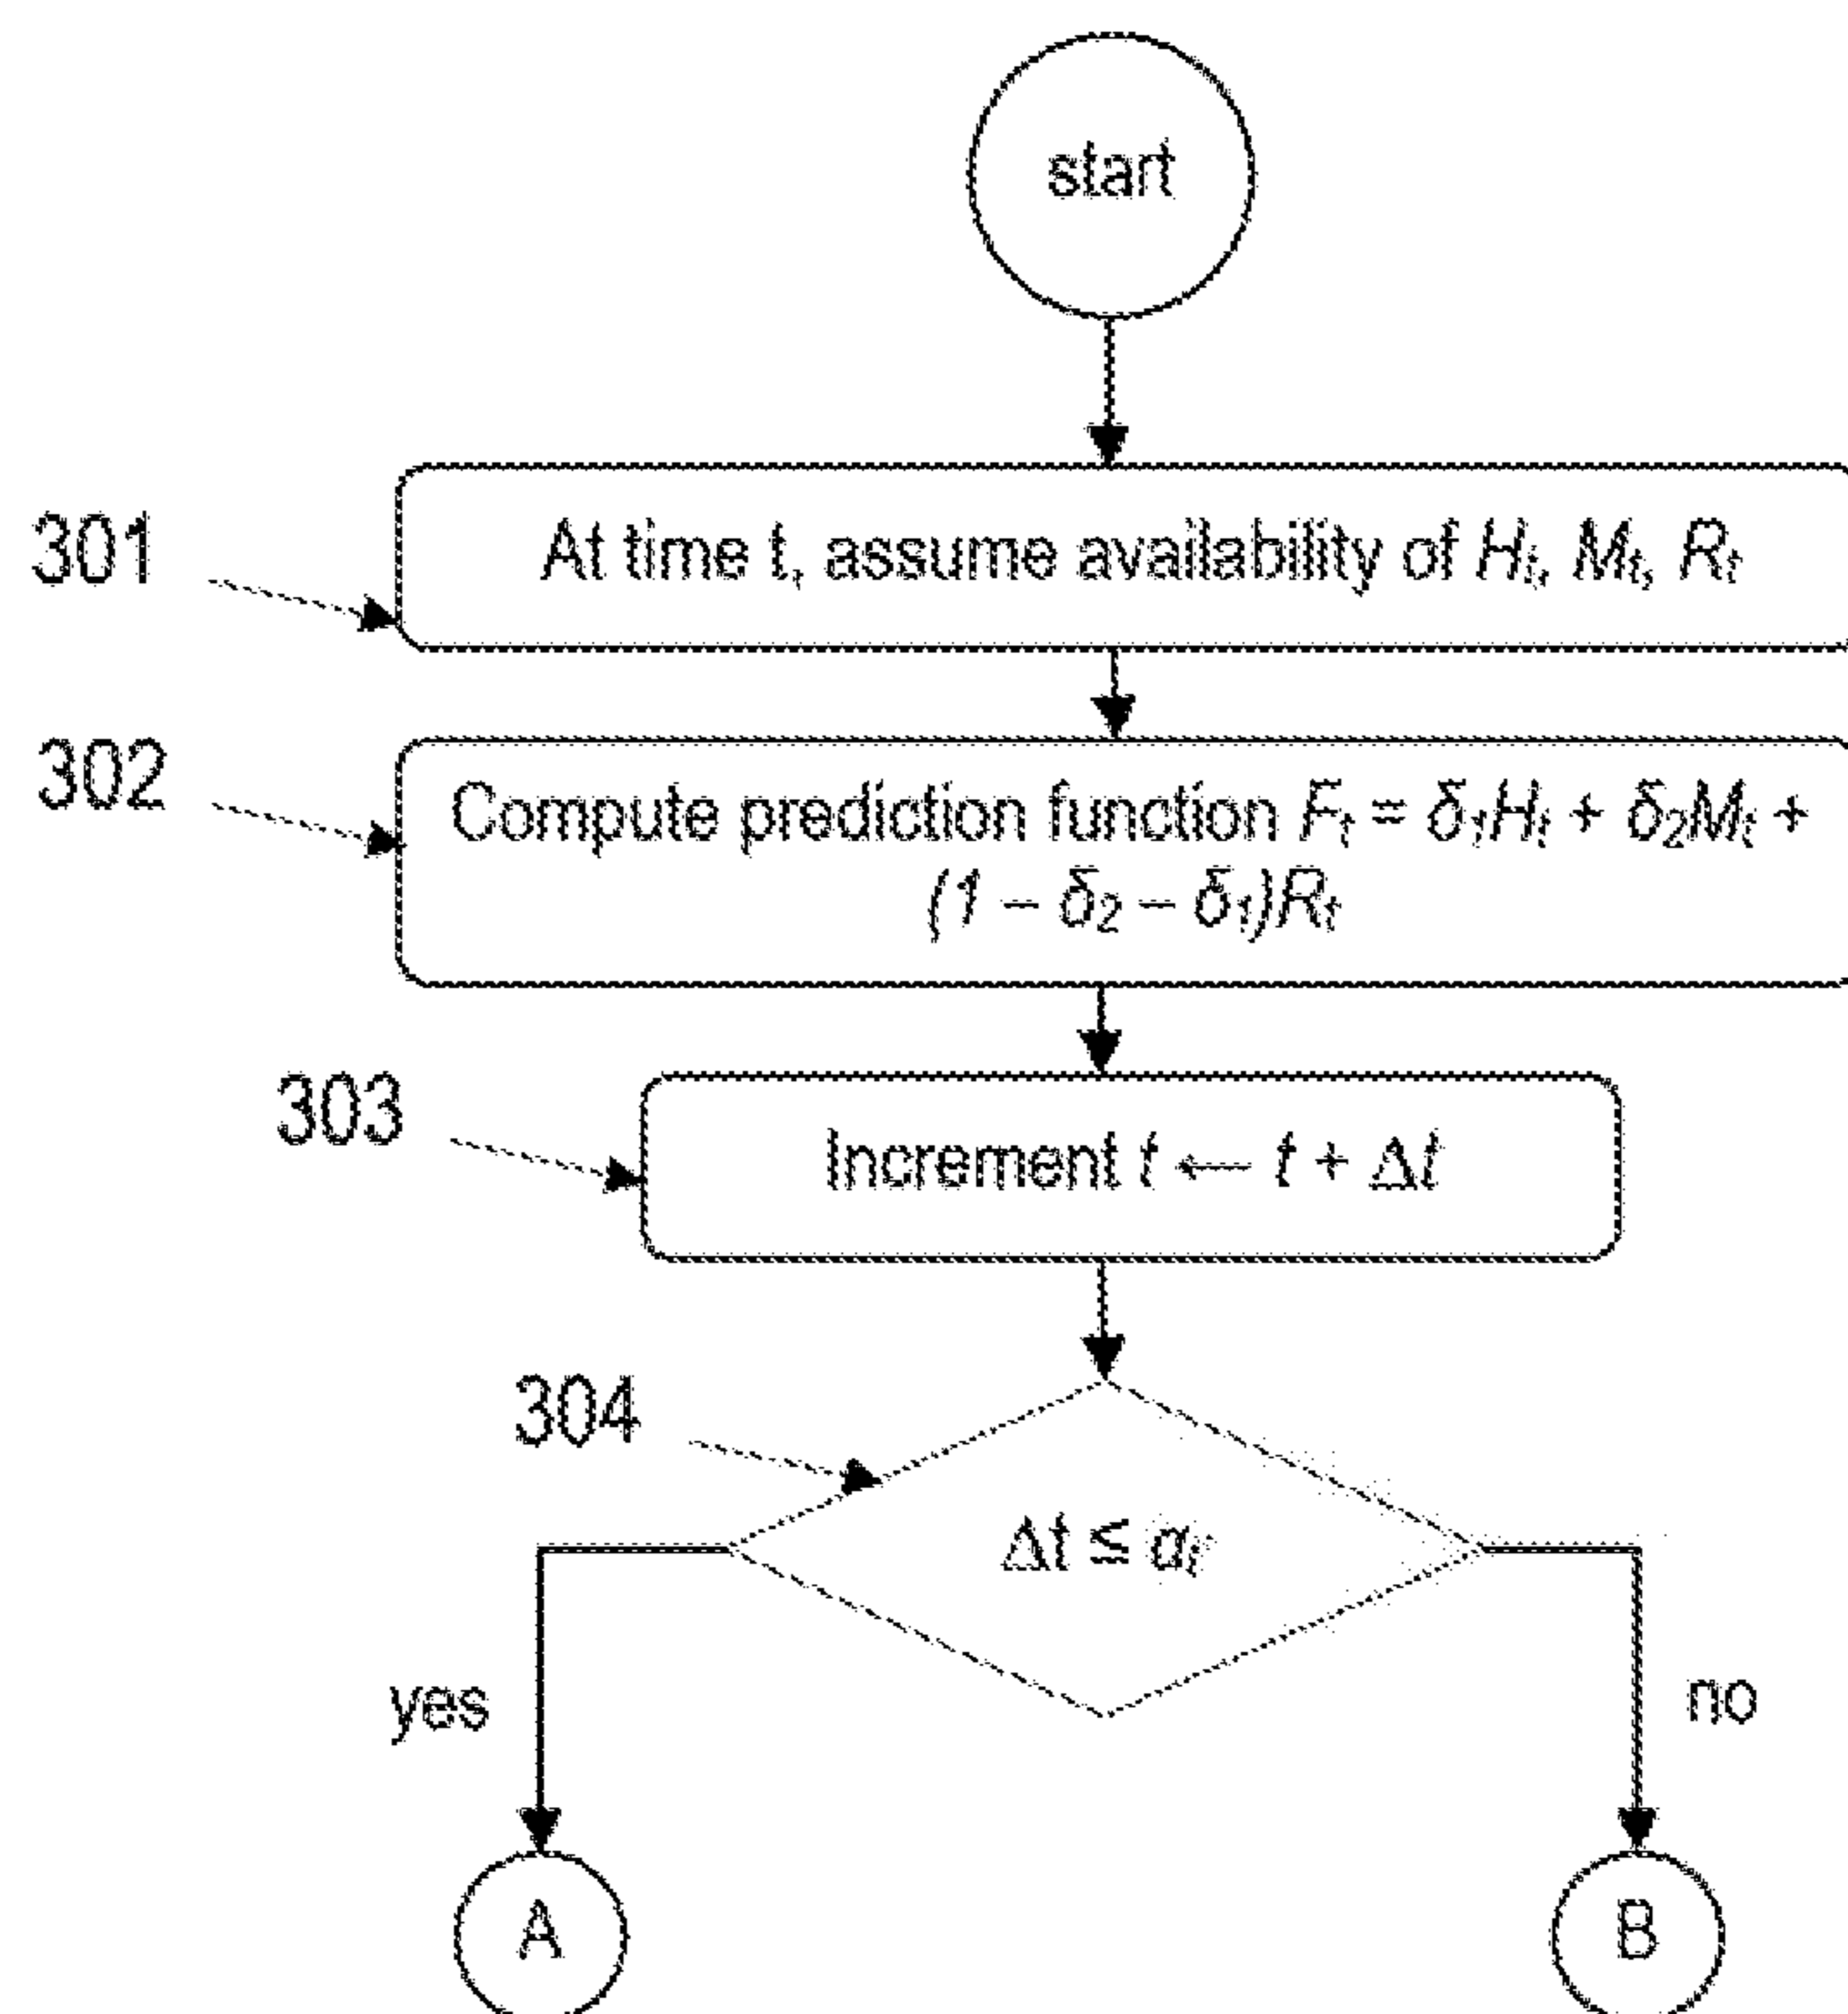 start
301
At time t, assume availability of Hₜ, Mₜ, Rₜ
302
Compute prediction function Fₜ = δ₁Hₜ + δ₂Mₜ +
(1 – δ₂ – δ₁)Rₜ
303
Increment t ← t + Δt
304
Δt ≤ αᵢ
yes
no
A
B